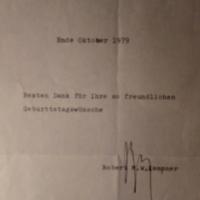 Ende Oktober 1979
Besten Dank für Ihre so freundlichen
Geburtstagswünsche
Robert M.W.Kempner